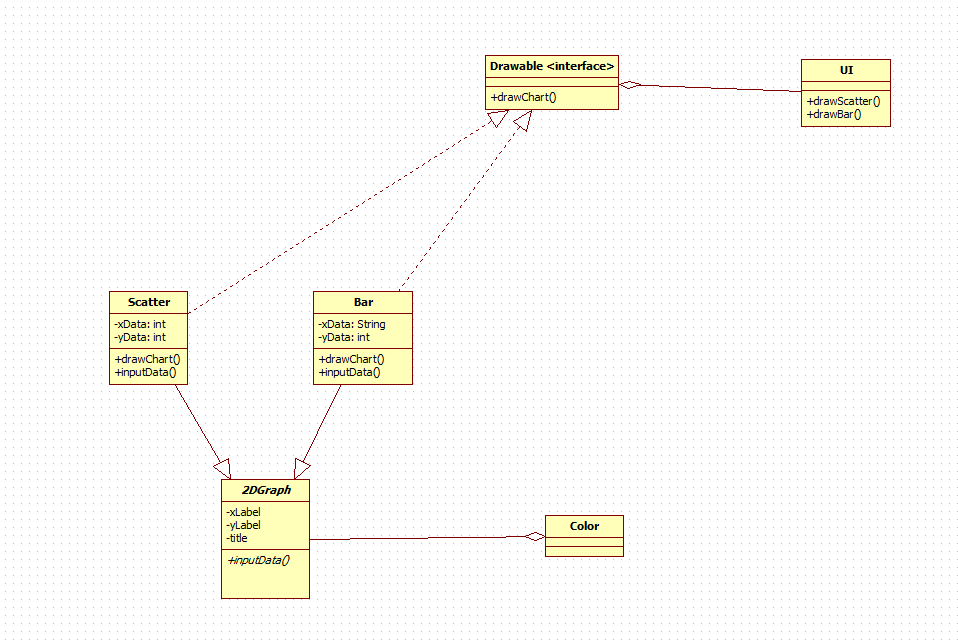 Drawable <interface>
+drawChart()
UI
+drawScatter()
+drawBar()
Scatter
-xData: int
-yData: int
+drawChart()
+inputData()
Bar
-xData: String
-yData: int
+drawChart()
+inputData()
2DGraph
-xLabel
-yLabel
-title
+inputData()
Color